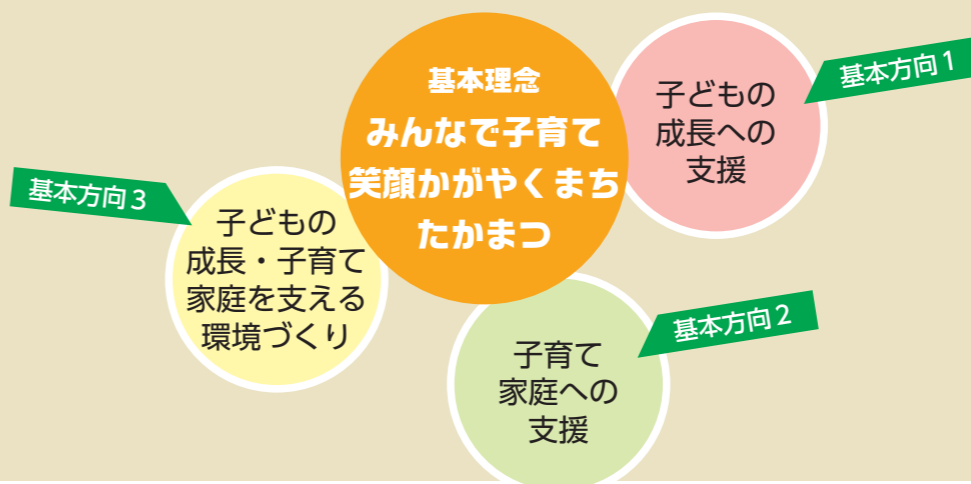 基本理念
みんなで子育て
笑顔かがやくまち
たかまつ
基本方向1
子どもの
成長への
支援
基本方向2
子育て
家庭への
支援
基本方向3
子どもの
成長・子育て
家庭を支える
環境づくり